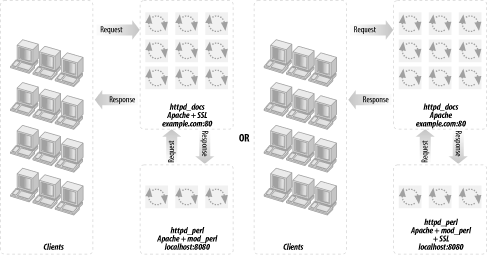 Request
Response
httpd_docs
Apache + SSL
example.com:80
Request
Response
httpd_perl
Apache + mod_perl
localhost:8080
Clients
OR
Request
Response
httpd_docs
Apache
example.com:80
Request
Response
httpd_perl
Apache + mod_perl
+ SSL
localhost:8080
Clients